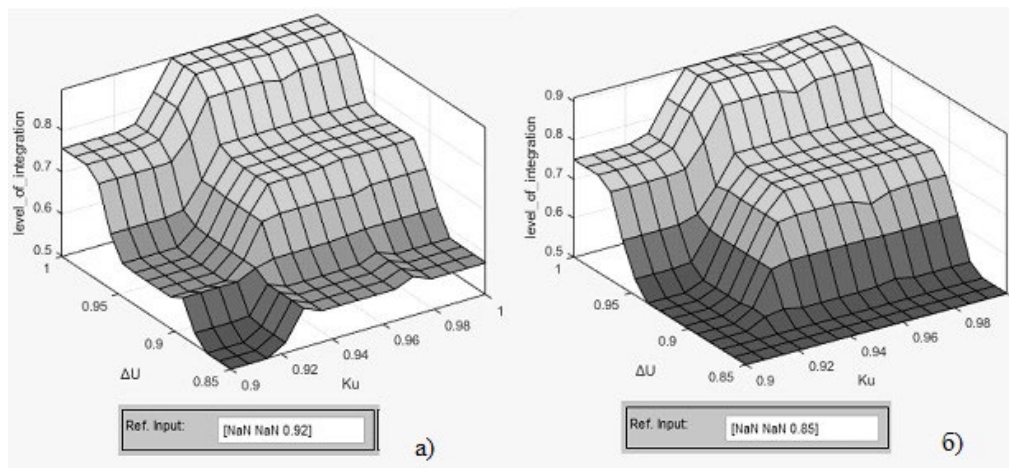 level_of_integration
0.8
0.7
0.6
0.5
1
0.95
0.9
0.85
ΔU
0.9
0.92
0.94
0.96
0.98
1
Ku
Ref. Input:
[NaN NaN 0.92]
а)
level_of_integration
0.9
0.8
0.7
0.6
0.5
1
0.95
0.9
0.85
ΔU
0.9
0.92
0.94
0.96
0.98
Ku
Ref. Input:
[NaN NaN 0.85]
б)